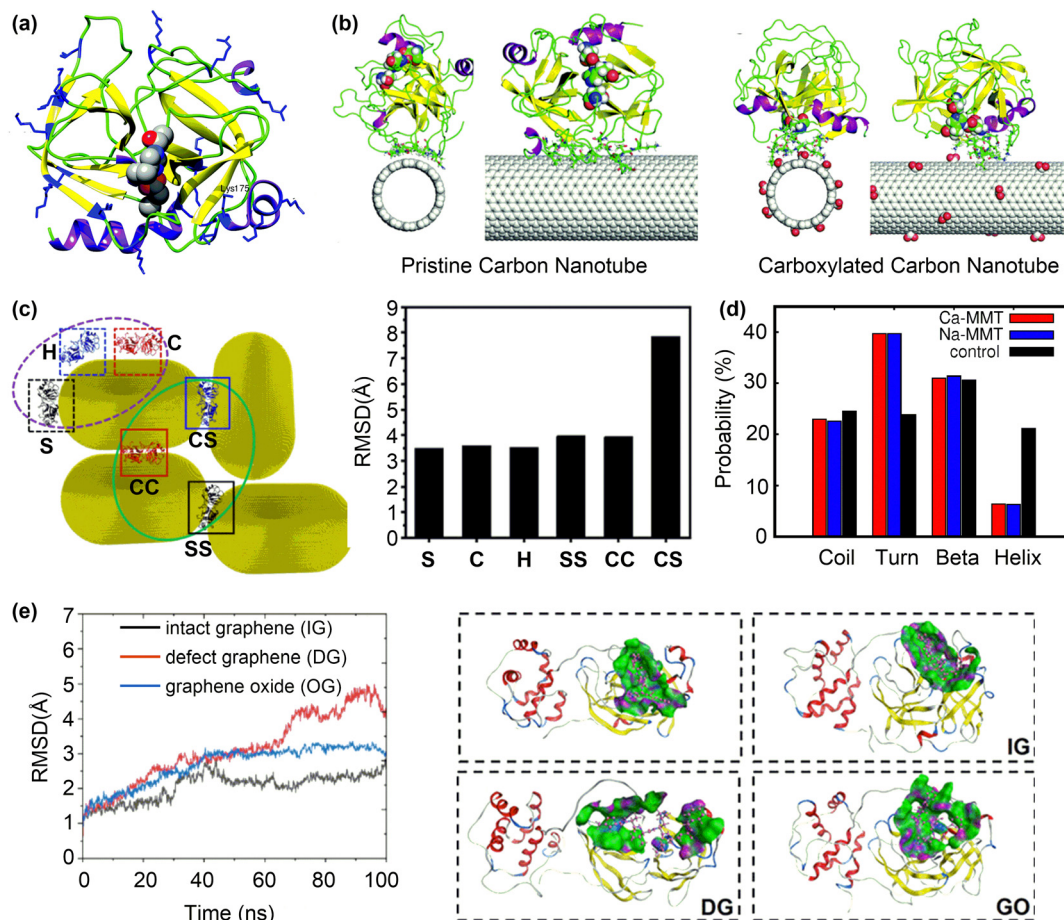 (a)
Lys175
(b)
Pristine Carbon Nanotube
Carboxylated Carbon Nanotube
(c)
H
C
S
CS
CC
SS
RMSD(Å)
9
8
7
6
5
4
3
2
1
0
S C H SS CC CS
(d)
Probability (%)
40
30
20
10
0
Ca-MMT
Na-MMT
control
Coil Turn Beta Helix
(e)
RMSD(Å)
7
6
5
4
3
2
1
0
intact graphene (IG)
defect graphene (DG)
graphene oxide (OG)
0 20 40 60 80 100
Time (ns)
IG
DG
GO